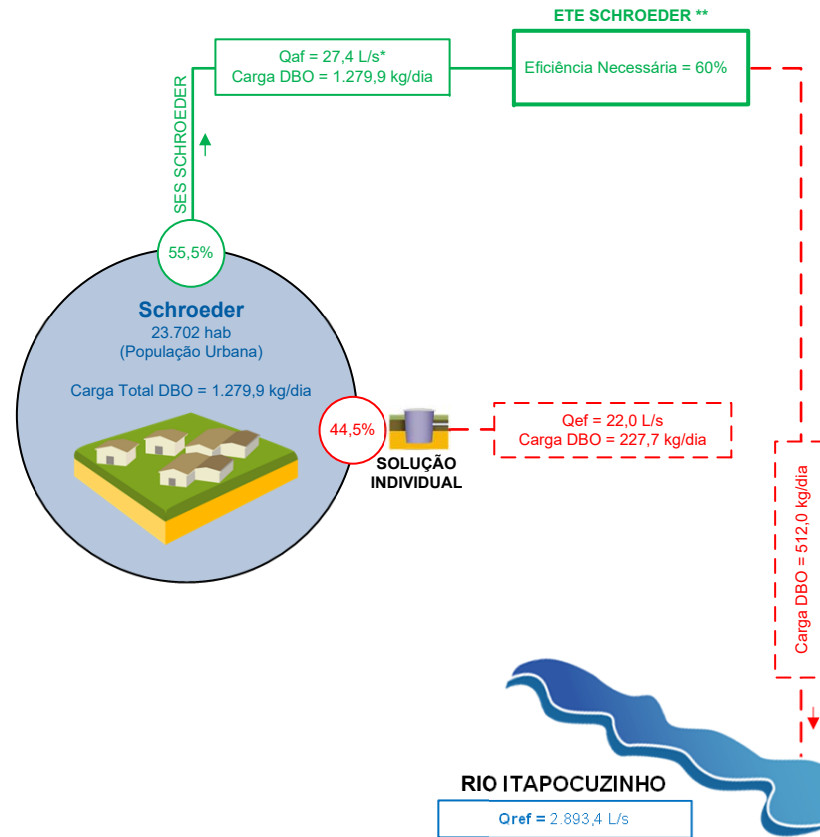 ETE SCHROEDER **
Qaf = 27,4 L/s*
Carga DBO = 1.279,9 kg/dia
Eficiência Necessária = 60%
SES SCHROEDER
55,5%
Schroeder
23.702 hab
(População Urbana)
Carga Total DBO = 1.279,9 kg/dia
44,5%
SOLUÇÃO
INDIVIDUAL
Qef = 22,0 L/s
Carga DBO = 227,7 kg/dia
Carga DBO = 512,0 kg/dia
RIO ITAPOCUZINHO
Qref = 2.893,4 L/s